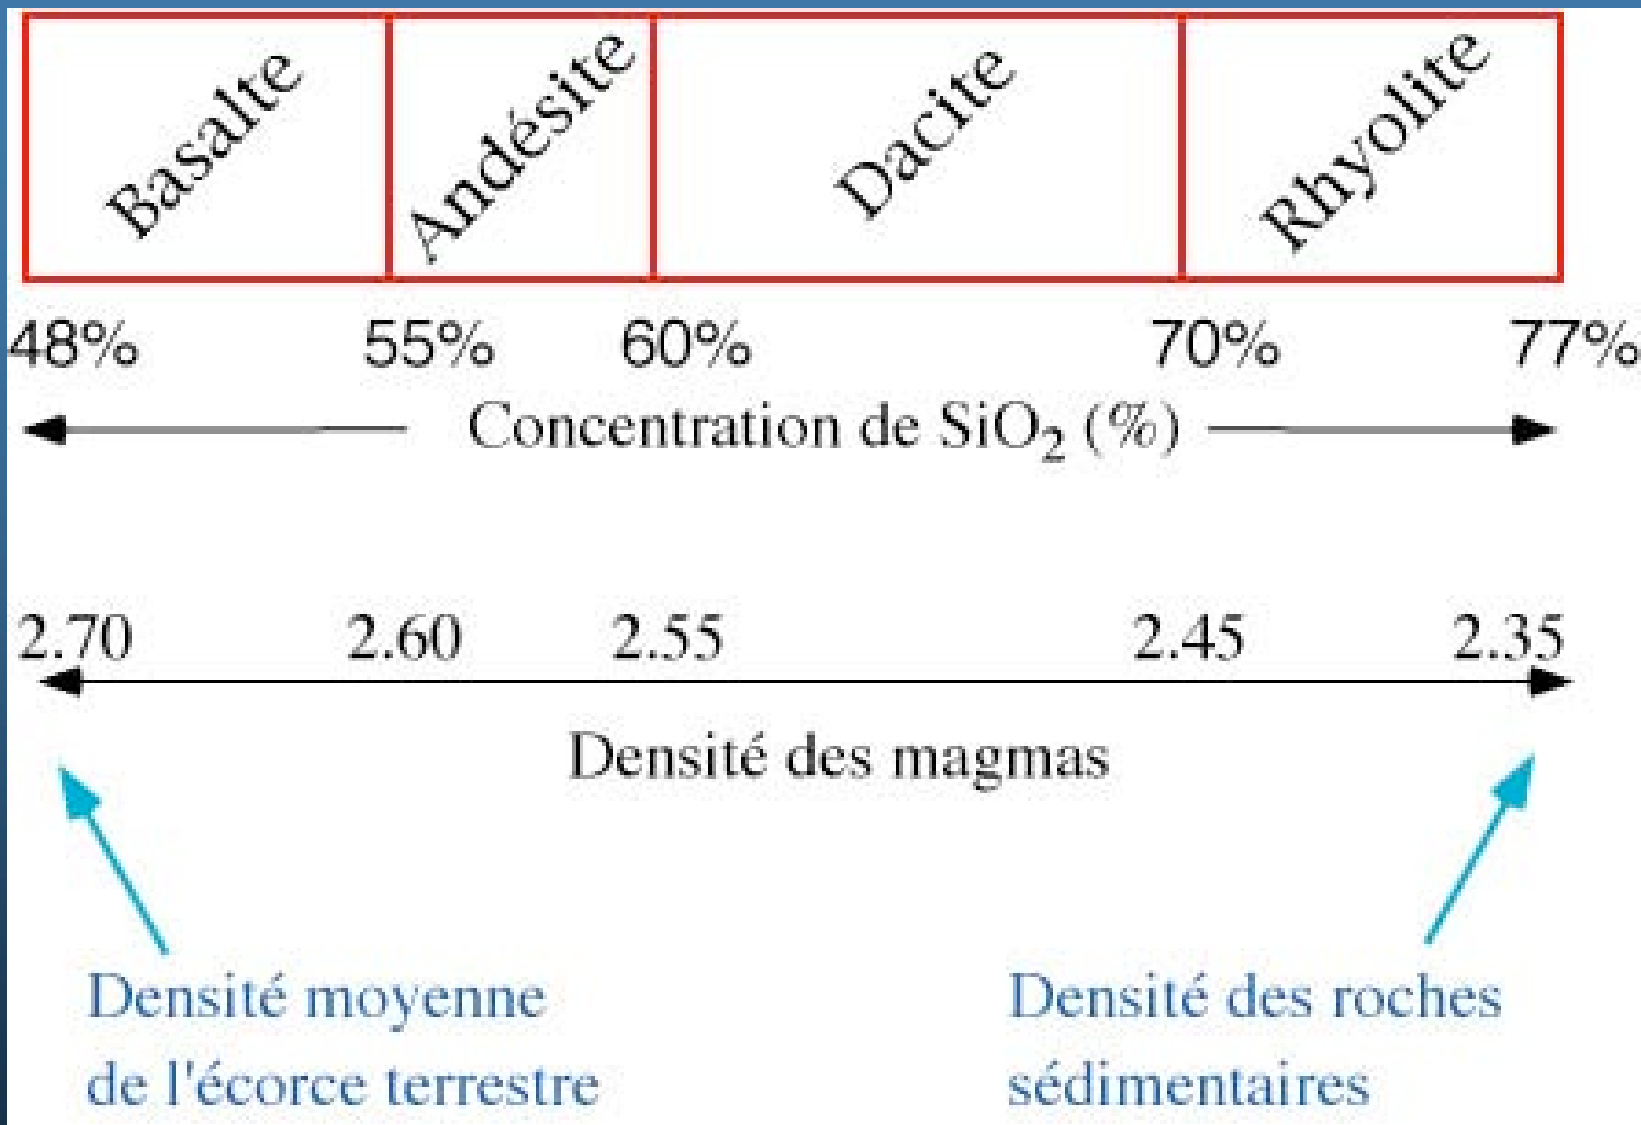 Basalte Andésite Dacite Rhyolite
48% 55% 60% 70% 77%
Concentration de SiO₂ (%)
2.70 2.60 2.55 2.45 2.35
Densité des magmas
Densité moyenne
de l'écorce terrestre
Densité des roches
sédimentaires